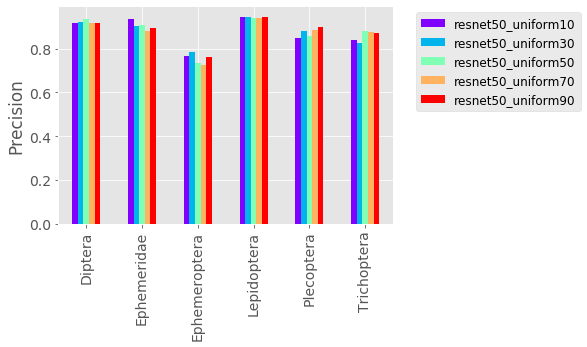 Precision
0.8
0.6
0.4
0.2
0.0
Diptera
Ephemeridae
Ephemeroptera
Lepidoptera
Plecoptera
Trichoptera
resnet50_uniform10
resnet50_uniform30
resnet50_uniform50
resnet50_uniform70
resnet50_uniform90